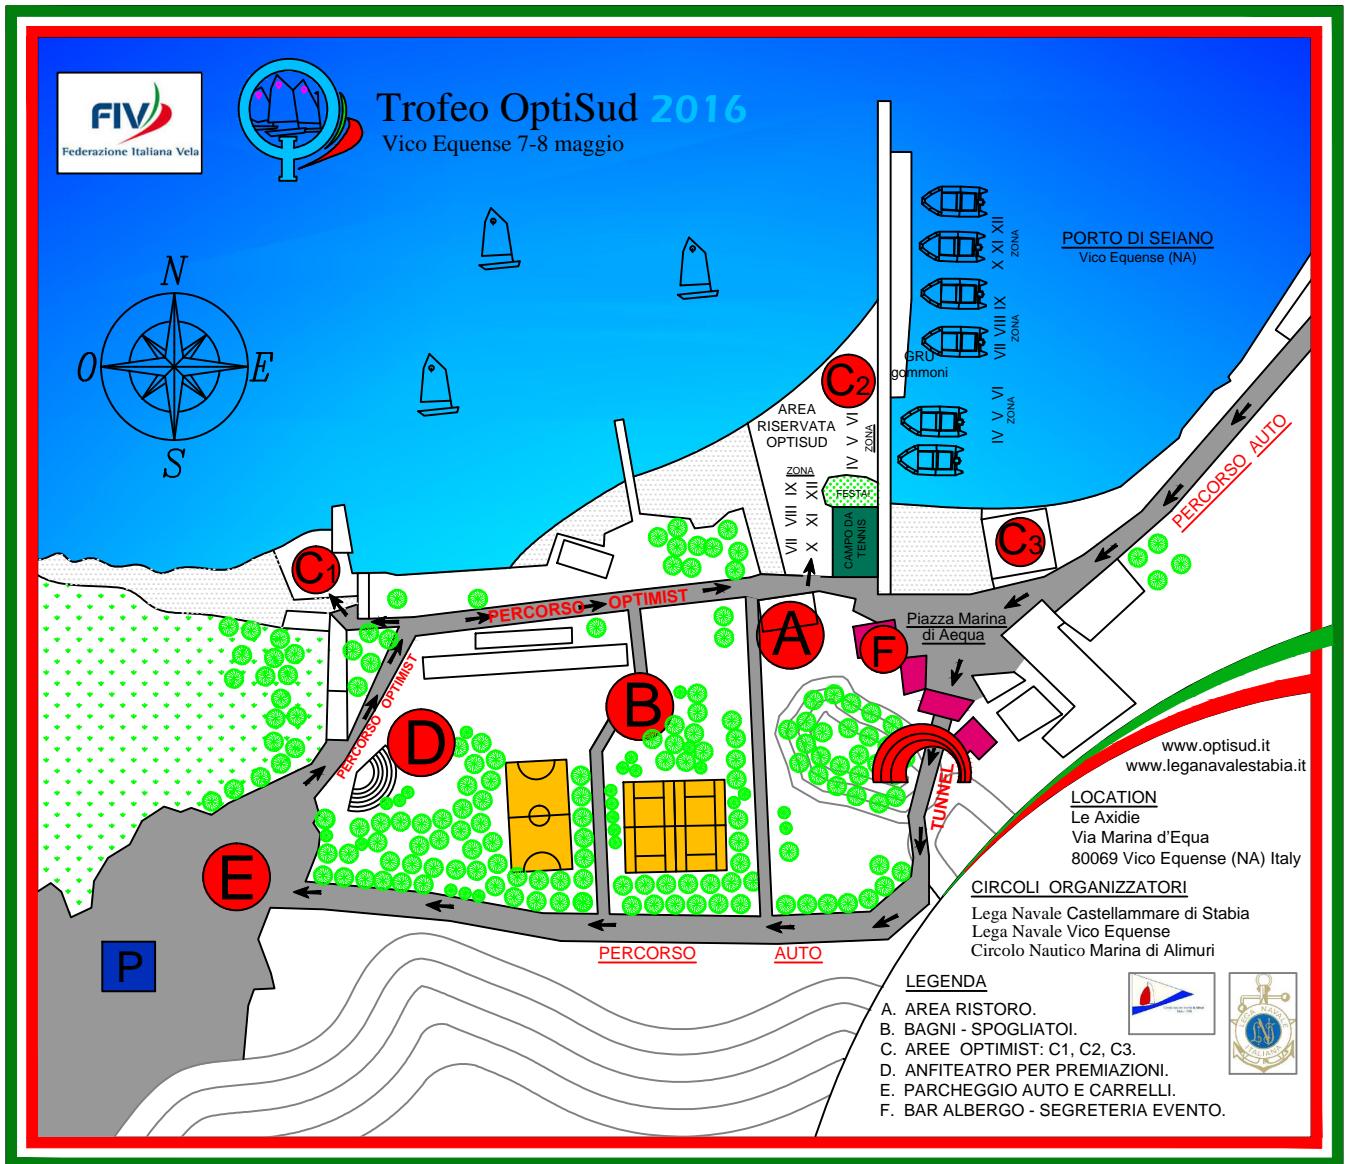 FIV
Federazione Italiana Vela
Trofeo OptiSud 2016
Vico Equense 7-8 maggio
N
O
E
S
PORTO DI SEIANO
Vico Equense (NA)
X XI XII
ZONA
VII VIII IX
ZONA
IV V VI
ZONA
GRU
gommoni
C2
AREA
RISERVATA
OPTISUD
IV V VI
ZONA
ZONA
VII VIII IX
X XI XII
FESTA!
CAMPO DA
TENNIS
PERCORSO AUTO
C3
C1
PERCORSO OPTIMIST
PERCORSO OPTIMIST
A
Piazza Marina
di Aequa
F
B
D
TUNNEL
E
P
PERCORSO AUTO
www.optisud.it
www.leganavalestabia.it
LOCATION
Le Axidie
Via Marina d'Equa
80069 Vico Equense (NA) Italy
CIRCOLI ORGANIZZATORI
Lega Navale Castellammare di Stabia
Lega Navale Vico Equense
Circolo Nautico Marina di Alimuri
LEGENDA
A. AREA RISTORO.
B. BAGNI - SPOGLIATOI.
C. AREE OPTIMIST: C1, C2, C3.
D. ANFITEATRO PER PREMIAZIONI.
E. PARCHEGGIO AUTO E CARRELLI.
F. BAR ALBERGO - SEGRETERIA EVENTO.
LEGA NAVALE
ITALIANA